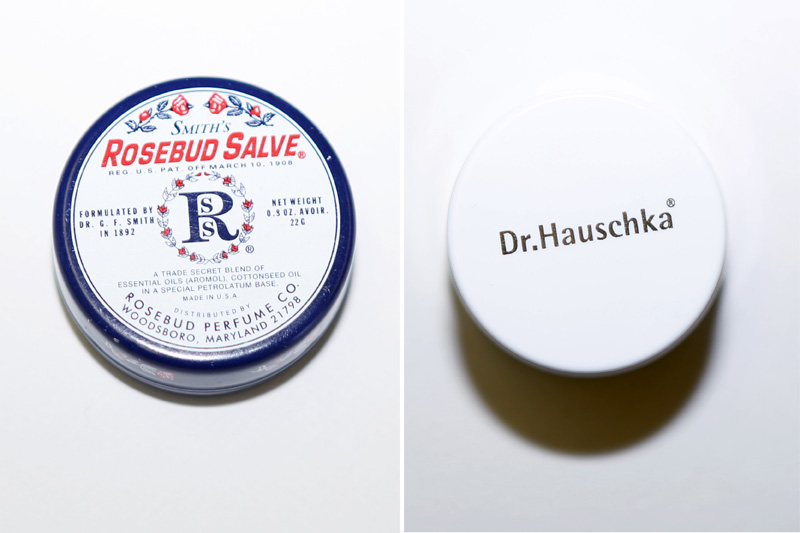 SMITH'S
ROSEBUD SALVE®
REG. U.S. PAT. OFF MARCH 10, 1908
FORMULATED BY
DR. G. F. SMITH
IN 1892
R
S
S
®
NET WEIGHT
0.8 OZ. AVOIR.
22G
A TRADE SECRET BLEND OF
ESSENTIAL OILS (AROMOL), COTTONSEED OIL
IN A SPECIAL PETROLATUM BASE.
MADE IN U.S.A
DISTRIBUTED BY
ROSEBUD PERFUME CO.
WOODSBORO, MARYLAND 21798
Dr.Hauschka®